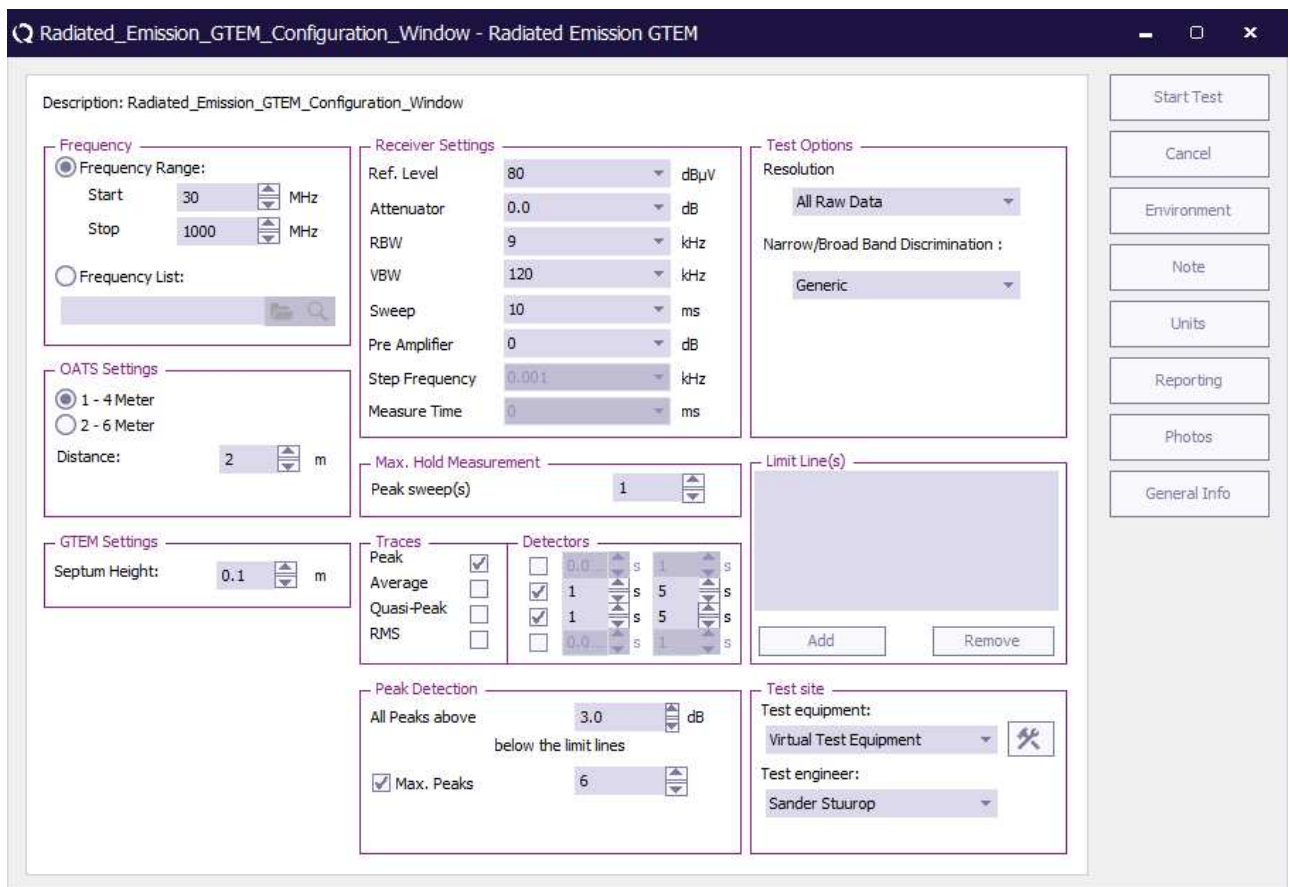 Radiated_Emission_GTEM_Configuration_Window - Radiated Emission GTEM
Description: Radiated_Emission_GTEM_Configuration_Window
Frequency
Frequency Range:
Start 30 MHz
Stop 1000 MHz
Frequency List:
OATS Settings
1 - 4 Meter
2 - 6 Meter
Distance: 2 m
GTEM Settings
Septum Height: 0.1 m
Receiver Settings
Ref. Level 80 dBµV
Attenuator 0.0 dB
RBW 9 kHz
VBW 120 kHz
Sweep 10 ms
Pre Amplifier 0 dB
Step Frequency 0.001 kHz
Measure Time 0 ms
Max. Hold Measurement
Peak sweep(s) 1
Traces
Peak
Average
Quasi-Peak
RMS
Detectors
0.0... s 1 s
1 s 5 s
1 s 5 s
0.0... s 1 s
Peak Detection
All Peaks above 3.0 dB
below the limit lines
Max. Peaks 6
Test Options
Resolution
All Raw Data
Narrow/Broad Band Discrimination :
Generic
Limit Line(s)
Add Remove
Test site
Test equipment:
Virtual Test Equipment
Test engineer:
Sander Stuurop
Start Test
Cancel
Environment
Note
Units
Reporting
Photos
General Info